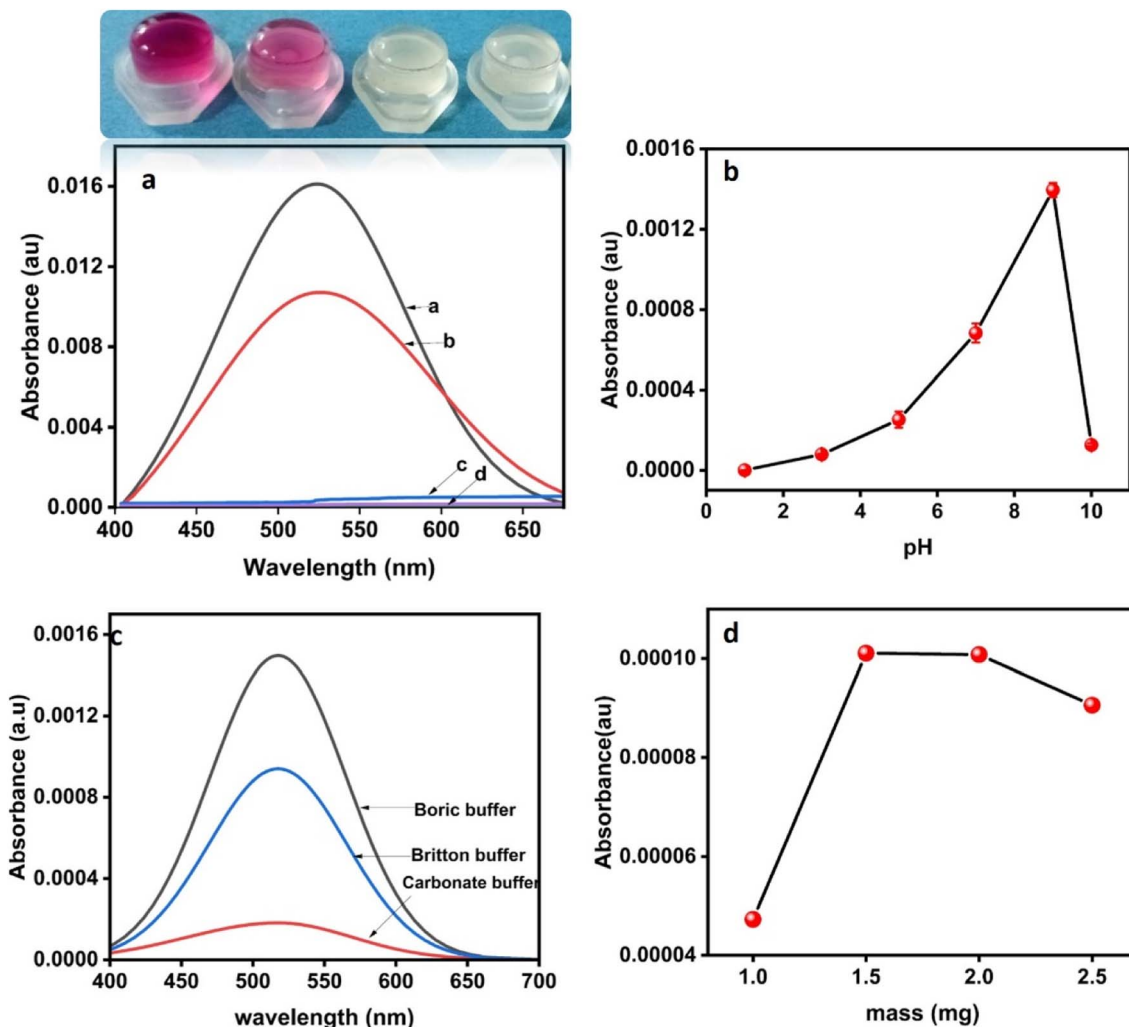 a
0.016
0.012
0.008
0.004
0.000
Absorbance (au)
a
b
c
d
400 450 500 550 600 650
Wavelength (nm)
b
0.0016
0.0012
0.0008
0.0004
0.0000
Absorbance (au)
0 2 4 6 8 10
pH
c
0.0016
0.0012
0.0008
0.0004
0.0000
Absorbance (a.u)
Boric buffer
Britton buffer
Carbonate buffer
400 450 500 550 600 650 700
wavelength (nm)
d
0.00010
0.00008
0.00006
0.00004
Absorbance(au)
1.0 1.5 2.0 2.5
mass (mg)